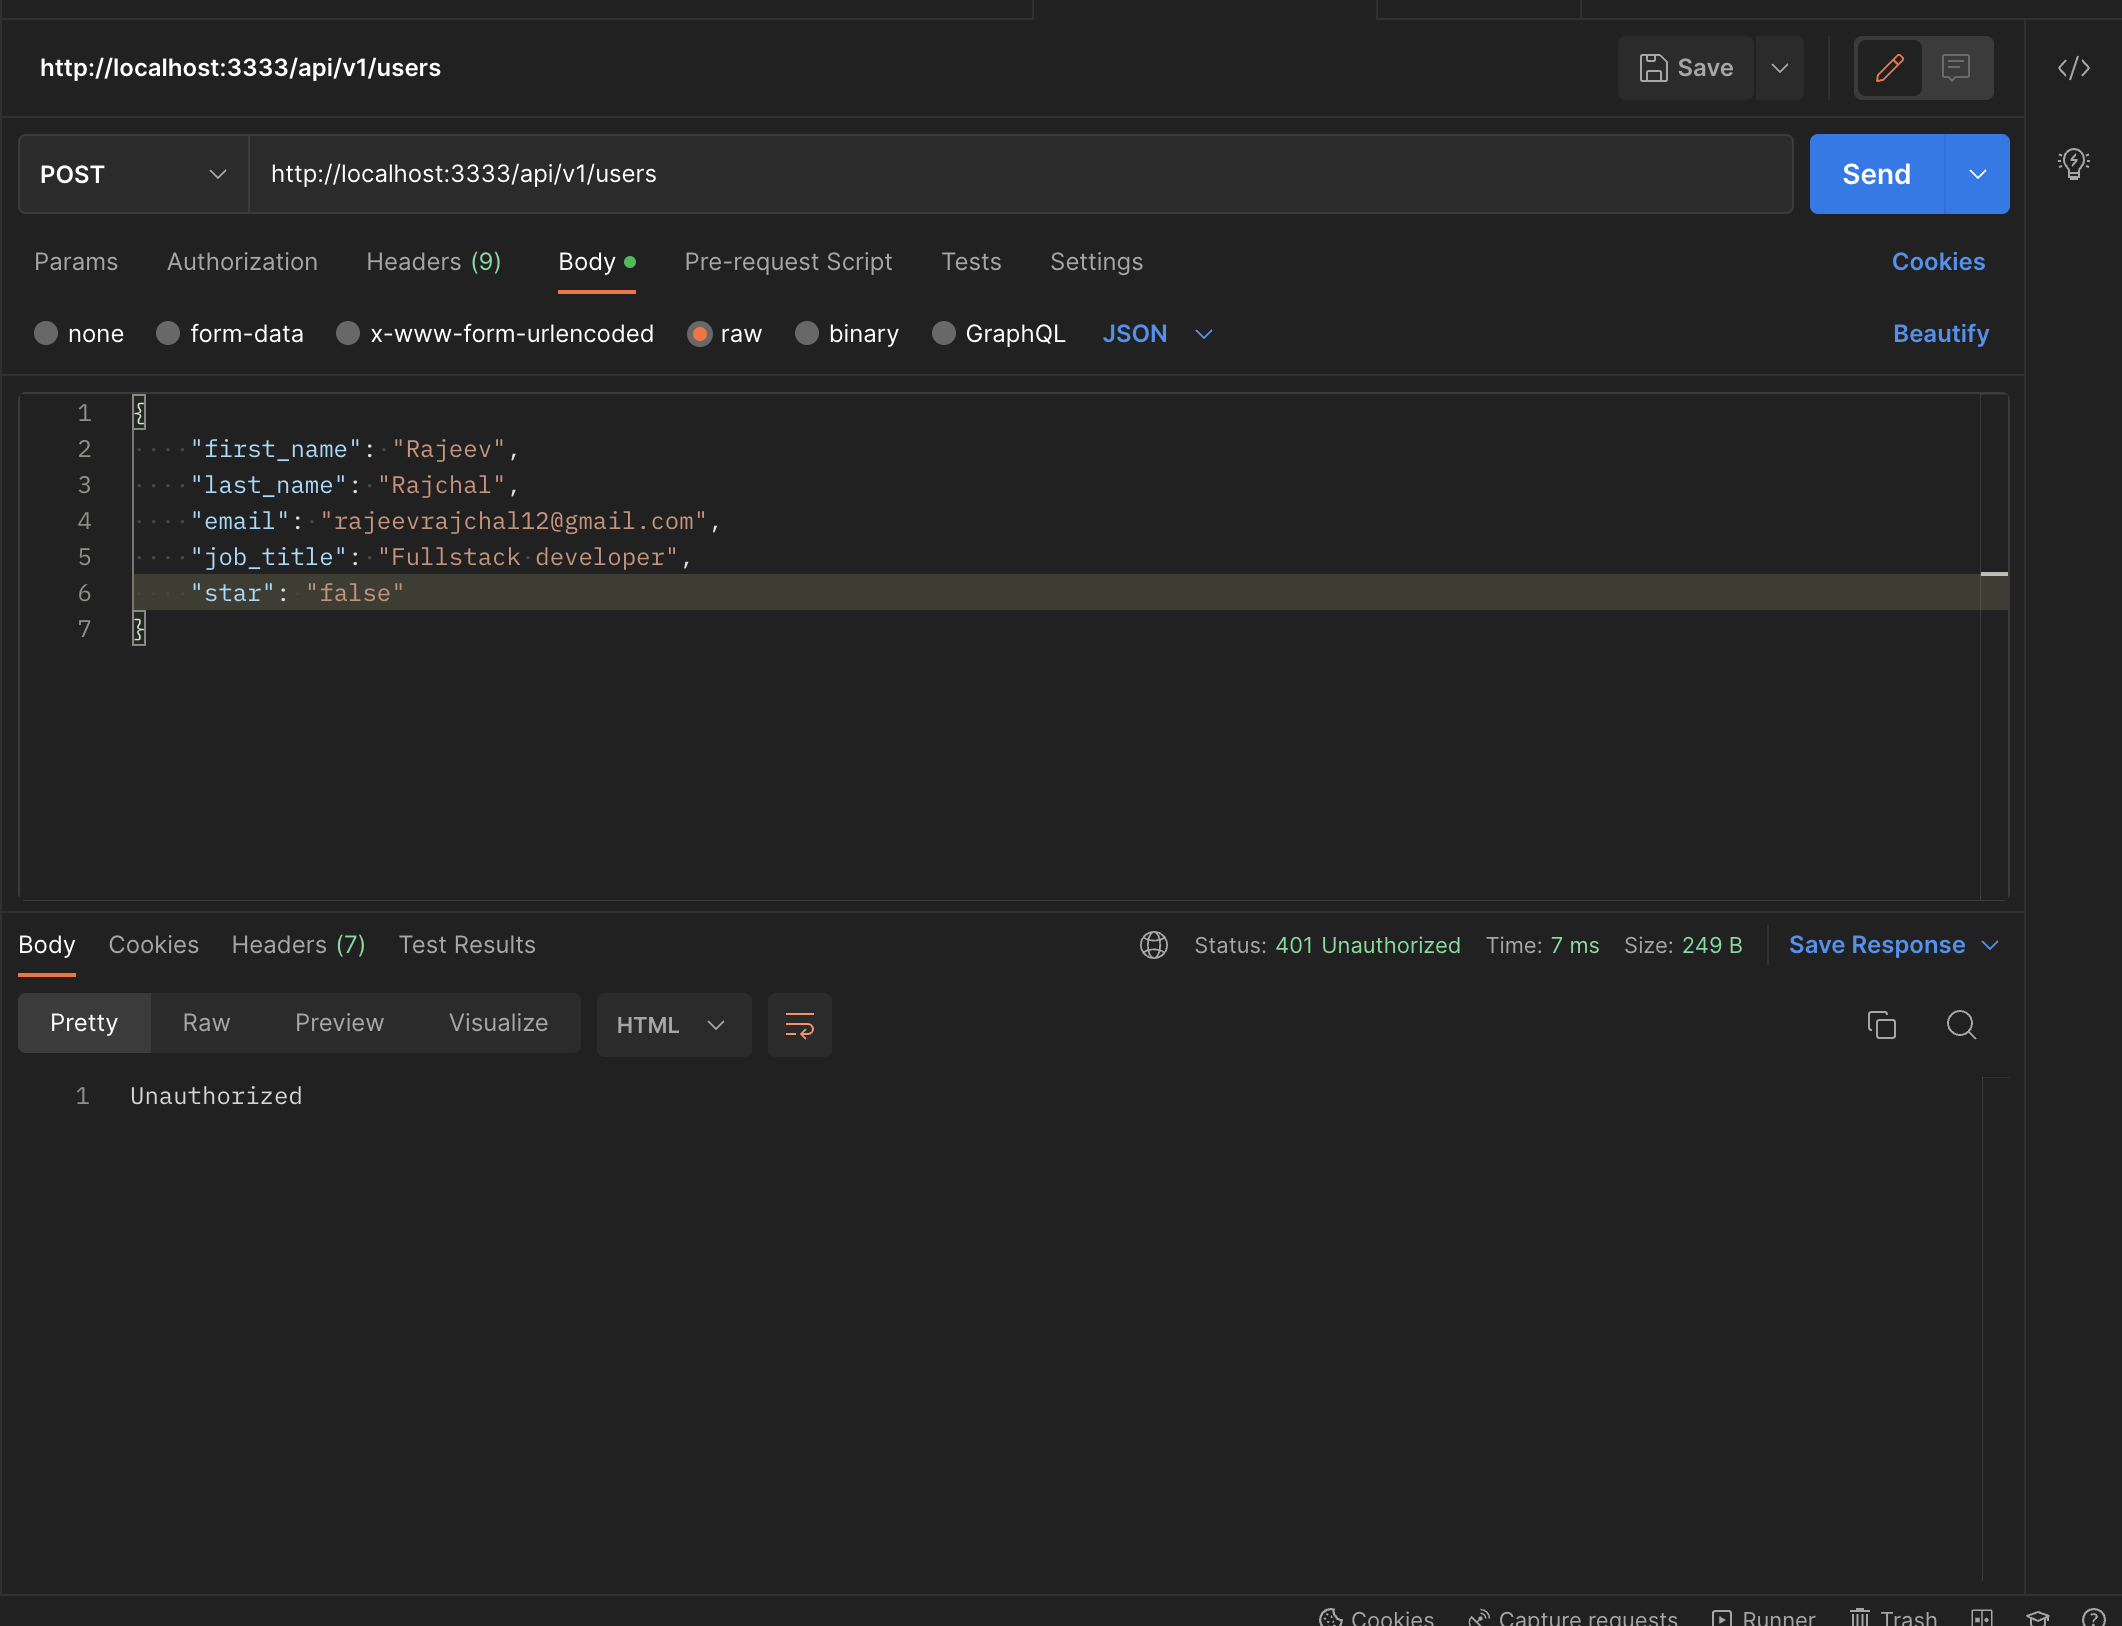 http://localhost:3333/api/v1/users
Save
POST
http://localhost:3333/api/v1/users
Send
Params Authorization Headers (9) Body Pre-request Script Tests Settings Cookies
none form-data x-www-form-urlencoded raw binary GraphQL JSON Beautify
1 {
2 "first_name": "Rajeev",
3 "last_name": "Rajchal",
4 "email": "rajeevrajchal12@gmail.com",
5 "job_title": "Fullstack developer",
6 "star": "false"
7 }
Body Cookies Headers (7) Test Results Status: 401 Unauthorized Time: 7 ms Size: 249 B Save Response
Pretty Raw Preview Visualize HTML
1 Unauthorized
Cookies Capture requests Runner Trash